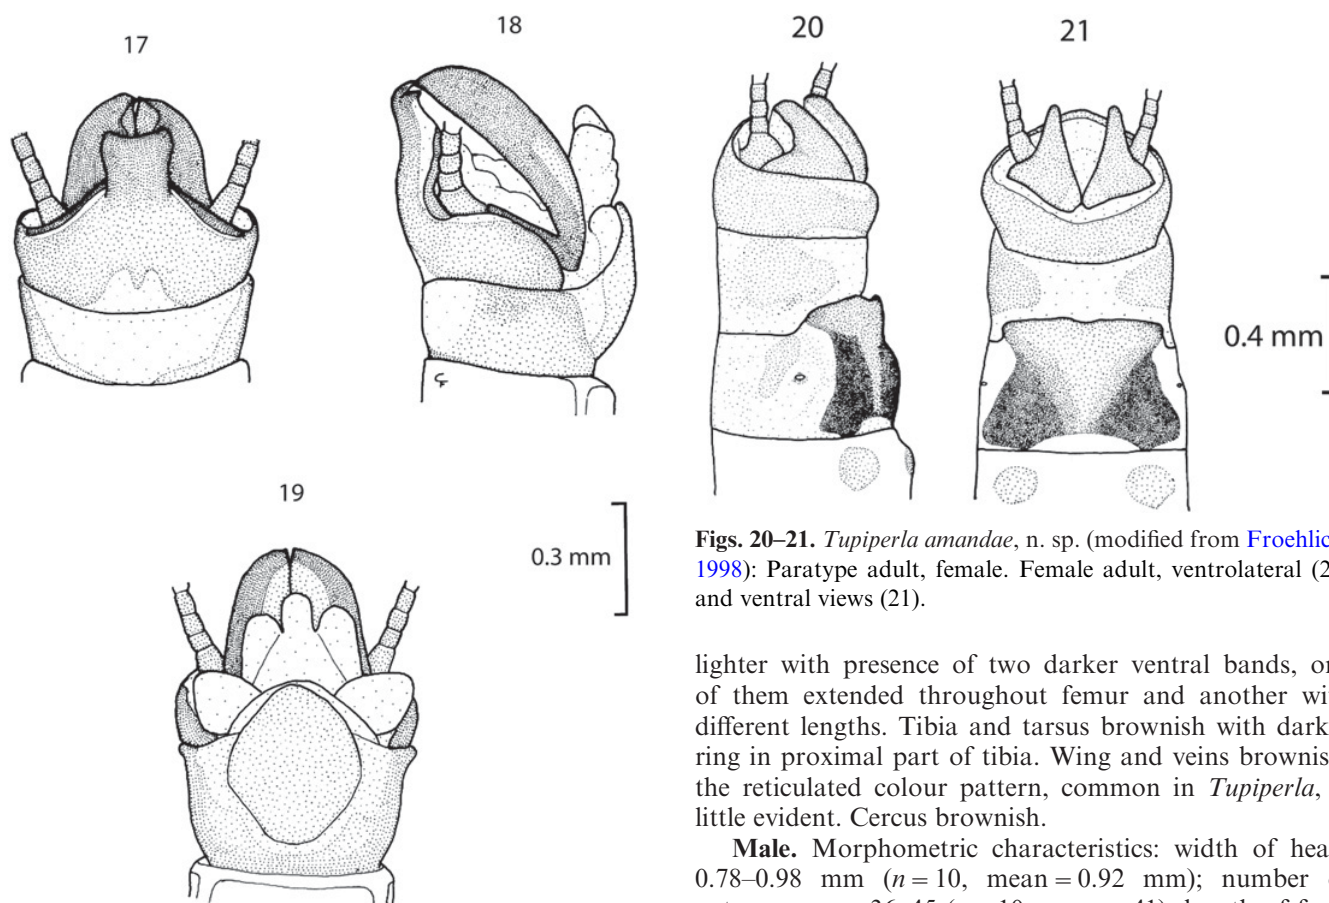 17
18
19
0.3 mm
20
21
0.4 mm
Figs. 20–21. Tupiperla amandae, n. sp. (modified from
1998): Paratype adult, female. Female adult, ventrolateral
and ventral views (21).
lighter with presence of two darker ventral bands,
of them extended throughout femur and another
different lengths. Tibia and tarsus brownish with
ring in proximal part of tibia. Wing and veins
the reticulated colour pattern, common in Tupiperla,
little evident. Cercus brownish.
Male. Morphometric characteristics: width of
0.78–0.98 mm (n = 10, mean = 0.92 mm); number